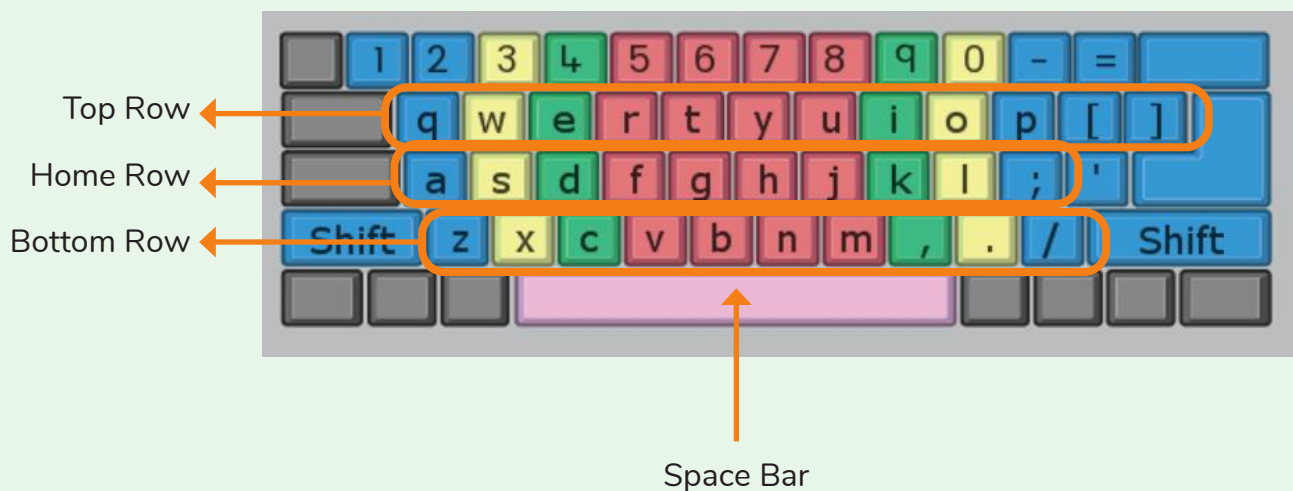 1 2 3 4 5 6 7 8 9 0 - =
Top Row q w e r t y u i o p [ ]
Home Row a s d f g h j k l ; '
Bottom Row Shift z x c v b n m , . / Shift
Space Bar